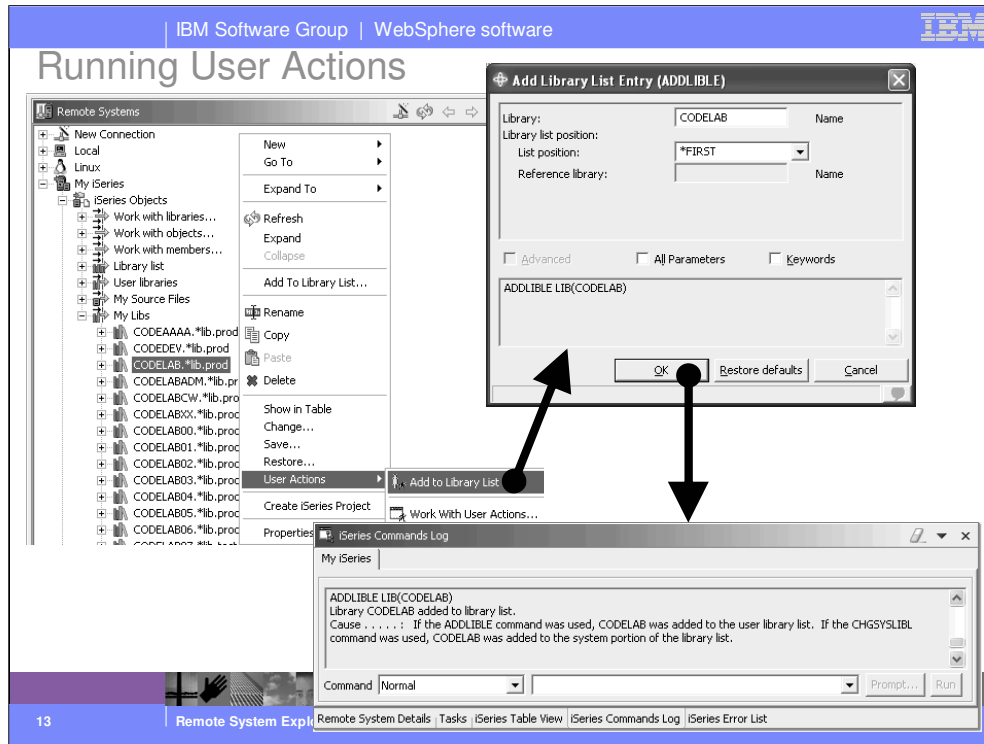 IBM Software Group | WebSphere software
IBM
Running User Actions
Remote Systems
New Connection
Local
Linux
My iSeries
iSeries Objects
Work with libraries...
Work with objects...
Work with members...
Library list
User libraries
My Source Files
My Libs
CODEAAAA.*lib.prod
CODEDEV.*lib.prod
CODELAB.*lib.prod
CODELABADM.*lib.pr
CODELABCW.*lib.pro
CODELABXX.*lib.prod
CODELAB00.*lib.prod
CODELAB01.*lib.prod
CODELAB02.*lib.prod
CODELAB03.*lib.prod
CODELAB04.*lib.prod
CODELAB05.*lib.prod
CODELAB06.*lib.prod
New
Go To
Expand To
Refresh
Expand
Collapse
Add To Library List...
Rename
Copy
Paste
Delete
Show in Table
Change...
Save...
Restore...
User Actions
Create iSeries Project
Properties
Add to Library List
Work With User Actions...
Add Library List Entry (ADDLIBLE)
Library: CODELAB Name
Library list position:
List position: *FIRST
Reference library: Name
Advanced All Parameters Keywords
ADDLIBLE LIB(CODELAB)
OK Restore defaults Cancel
iSeries Commands Log
My iSeries
ADDLIBLE LIB(CODELAB)
Library CODELAB added to library list.
Cause . . . . . : If the ADDLIBLE command was used, CODELAB was added to the user library list. If the CHGSYSLIBL
command was used, CODELAB was added to the system portion of the library list.
Command Normal Prompt... Run
Remote System Details Tasks iSeries Table View iSeries Commands Log iSeries Error List
13 Remote System Explo